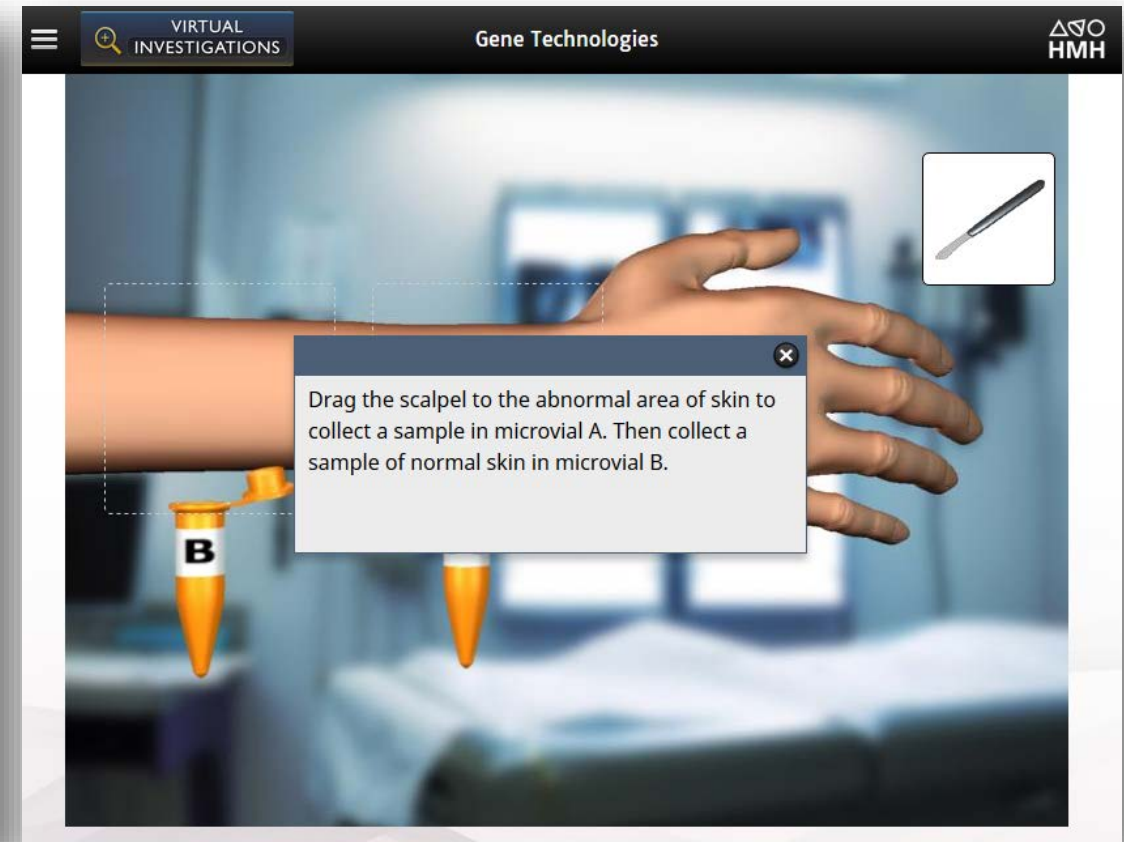 VIRTUAL
INVESTIGATIONS
Gene Technologies
HMH
Drag the scalpel to the abnormal area of skin to
collect a sample in microvial A. Then collect a
sample of normal skin in microvial B.
B